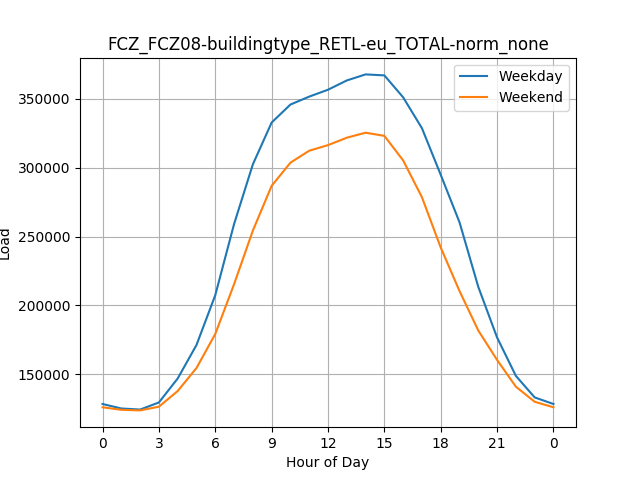 FCZ_FCZ08-buildingtype_RETL-eu_TOTAL-norm_none
Weekday
Weekend
350000
300000
250000
200000
150000
Load
0 3 6 9 12 15 18 21 0
Hour of Day